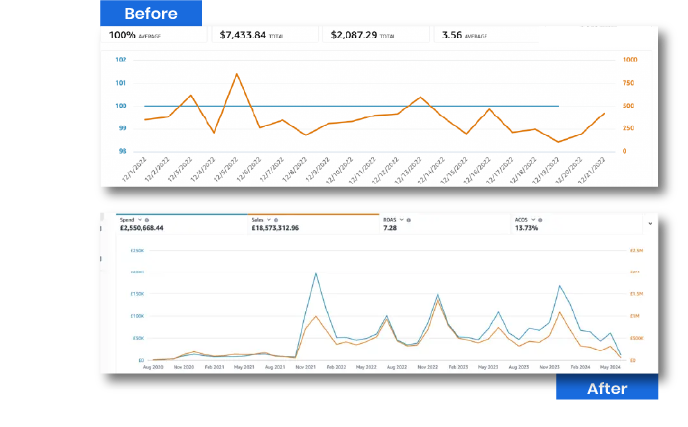 Before
100% AVERAGE $7,433.84 TOTAL $2,087.29 TOTAL 3.56 AVERAGE
102 1000
101 750
100 500
99 250
98 0
12/1/2022 12/2/2022 12/3/2022 12/4/2022 12/5/2022 12/6/2022 12/7/2022 12/8/2022 12/9/2022 12/10/2022 12/11/2022 12/12/2022 12/13/2022 12/14/2022 12/15/2022 12/16/2022 12/17/2022 12/18/2022 12/19/2022 12/20/2022 12/21/2022
Spend Sales ROAS ACOS
£2,550,668.44 £18,573,312.96 7.28 13.73%
£250K
£150K £1.5M
£100K £1M
£50K £500K
£0 £0
Aug 2020 Nov 2020 Feb 2021 May 2021 Aug 2021 Nov 2021 Feb 2022 May 2022 Aug 2022 Nov 2022 Feb 2023 May 2023 Aug 2023 Nov 2023 Feb 2024 May 2024
After